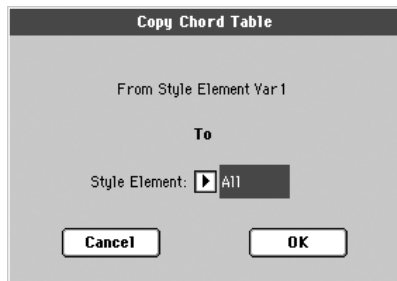 Copy Chord Table
From Style Element Var1
To
Style Element: All
Cancel OK